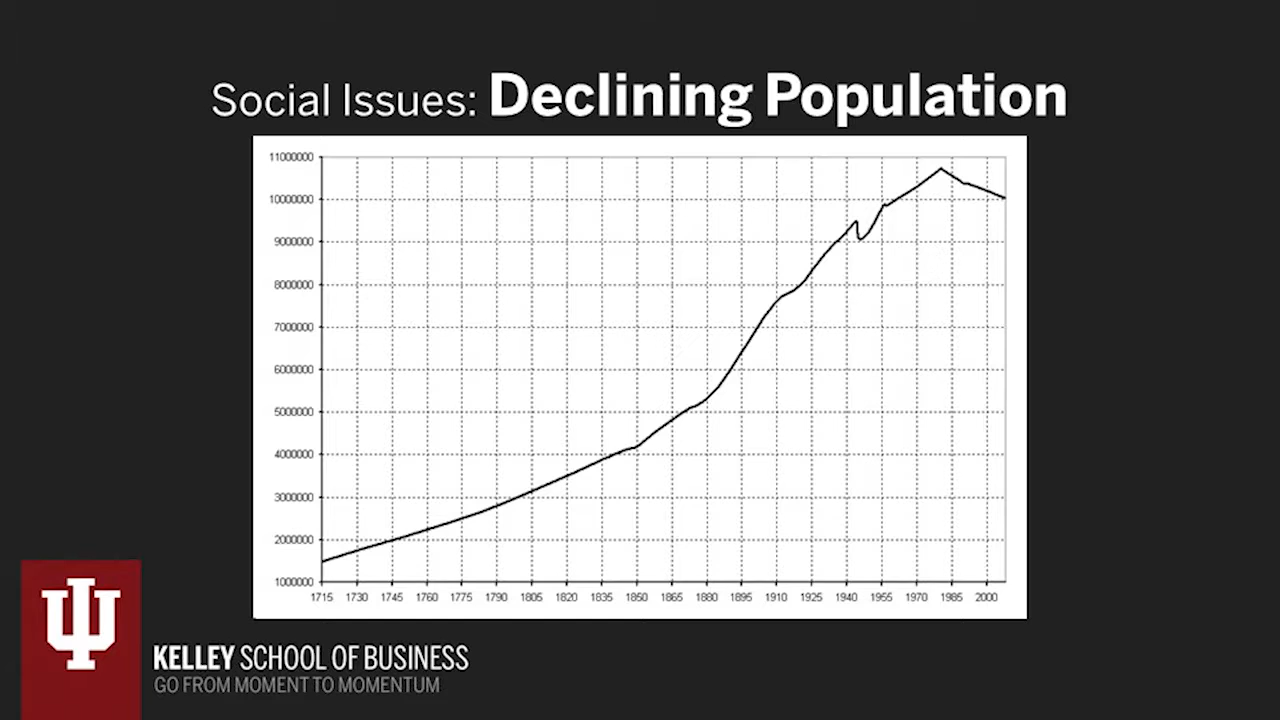 Social Issues: Declining Population
11000000
10000000
9000000
8000000
7000000
6000000
5000000
4000000
3000000
2000000
1000000
1715 1730 1745 1760 1775 1790 1805 1820 1835 1850 1865 1880 1895 1910 1925 1940 1955 1970 1985 2000
KELLEY SCHOOL OF BUSINESS
GO FROM MOMENT TO MOMENTUM